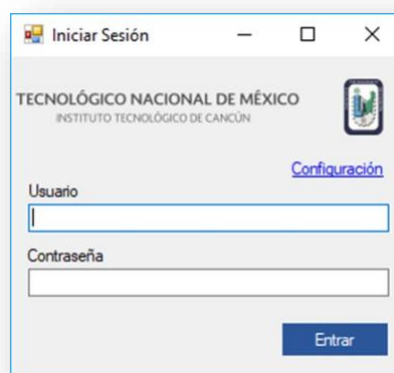 Iniciar Sesión
TECNOLÓGICO NACIONAL DE MÉXICO
INSTITUTO TECNOLÓGICO DE CANCÚN
Configuración
Usuario
Contraseña
Entrar